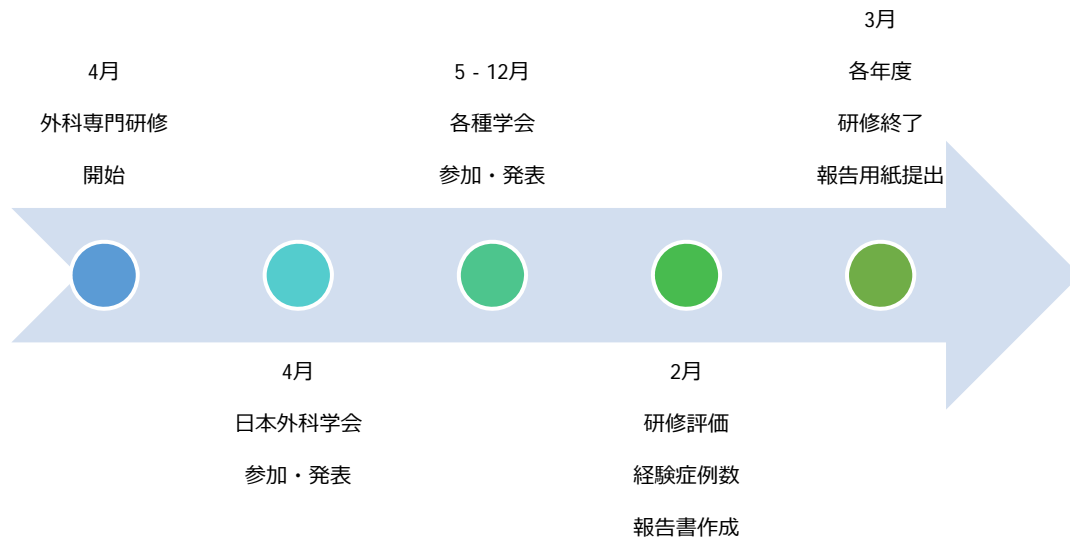 4月
外科専門研修
開始
4月
日本外科学会
参加・発表
5 - 12月
各種学会
参加・発表
2月
研修評価
経験症例数
報告書作成
3月
各年度
研修終了
報告用紙提出